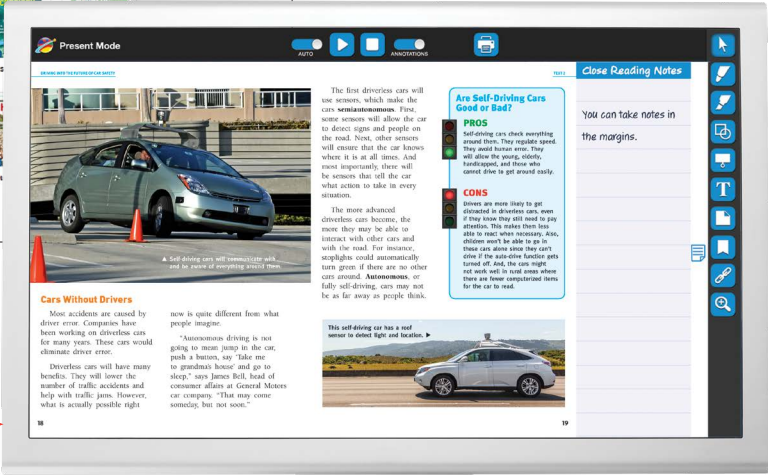 Present Mode
AUTO
ANNOTATIONS
DRIVING INTO THE FUTURE OF CAR SAFETY
TEXT 2
▲ Self-driving cars will communicate with
and be aware of everything around them.
Cars Without Drivers
Most accidents are caused by
driver error. Companies have
been working on driverless cars
for many years. These cars would
eliminate driver error.
Driverless cars will have many
benefits. They will lower the
number of traffic accidents and
help with traffic jams. However,
what is actually possible right
now is quite different from what
people imagine.
"Autonomous driving is not
going to mean jump in the car,
push a button, say 'Take me
to grandma's house' and go to
sleep," says James Bell, head of
consumer affairs at General Motors
car company. "That may come
someday, but not soon."
18
The first driverless cars will
use sensors, which make the
cars semiautonomous. First,
some sensors will allow the car
to detect signs and people on
the road. Next, other sensors
will ensure that the car knows
where it is at all times. And
most importantly, there will
be sensors that tell the car
what action to take in every
situation.
The more advanced
driverless cars become, the
more they may be able to
interact with other cars and
with the road. For instance,
stoplights could automatically
turn green if there are no other
cars around. Autonomous, or
fully self-driving, cars may not
be as far away as people think.
Are Self-Driving Cars
Good or Bad?
PROS
Self-driving cars check everything
around them. They regulate speed.
They avoid human error. They
will allow the young, elderly,
handicapped, and those who
cannot drive to get around easily.
CONS
Drivers are more likely to get
distracted in driverless cars, even
if they know they still need to pay
attention. This makes them less
able to react when necessary. Also,
children won't be able to go in
these cars alone since they can't
drive if the auto-drive function gets
turned off. And, the cars might
not work well in rural areas where
there are fewer computerized items
for the car to read.
This self-driving car has a roof
sensor to detect light and location. ▶
19
Close Reading Notes
You can take notes in
the margins.
T